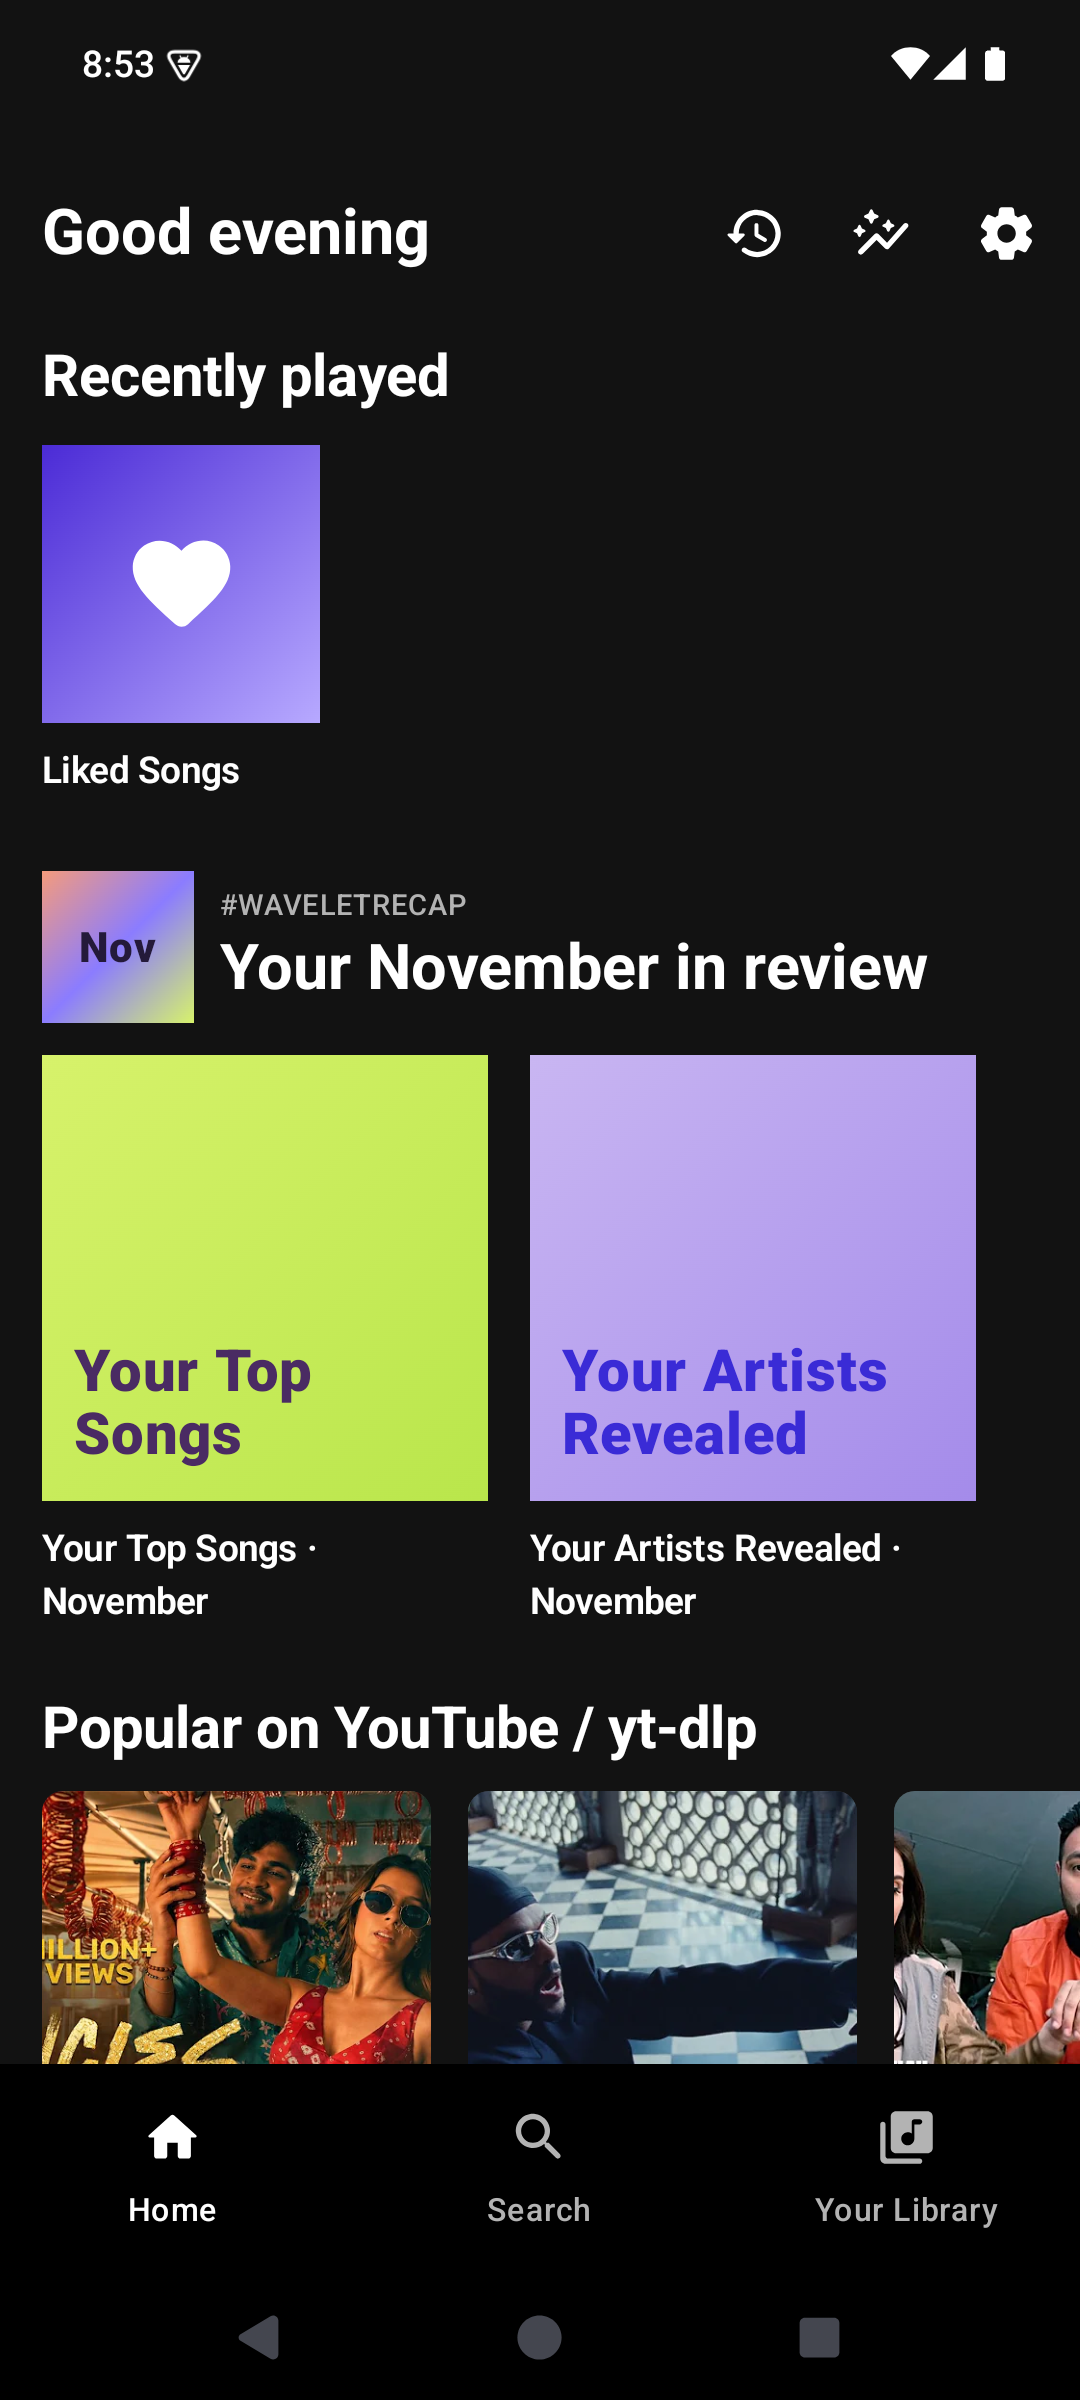 8:53
Good evening
Recently played
Liked Songs
Nov
#WAVELETRECAP
Your November in review
Your Top
Songs
Your Artists
Revealed
Your Top Songs ·
November
Your Artists Revealed ·
November
Popular on YouTube / yt-dlp
ILLION+
VIEWS
Home
Search
Your Library